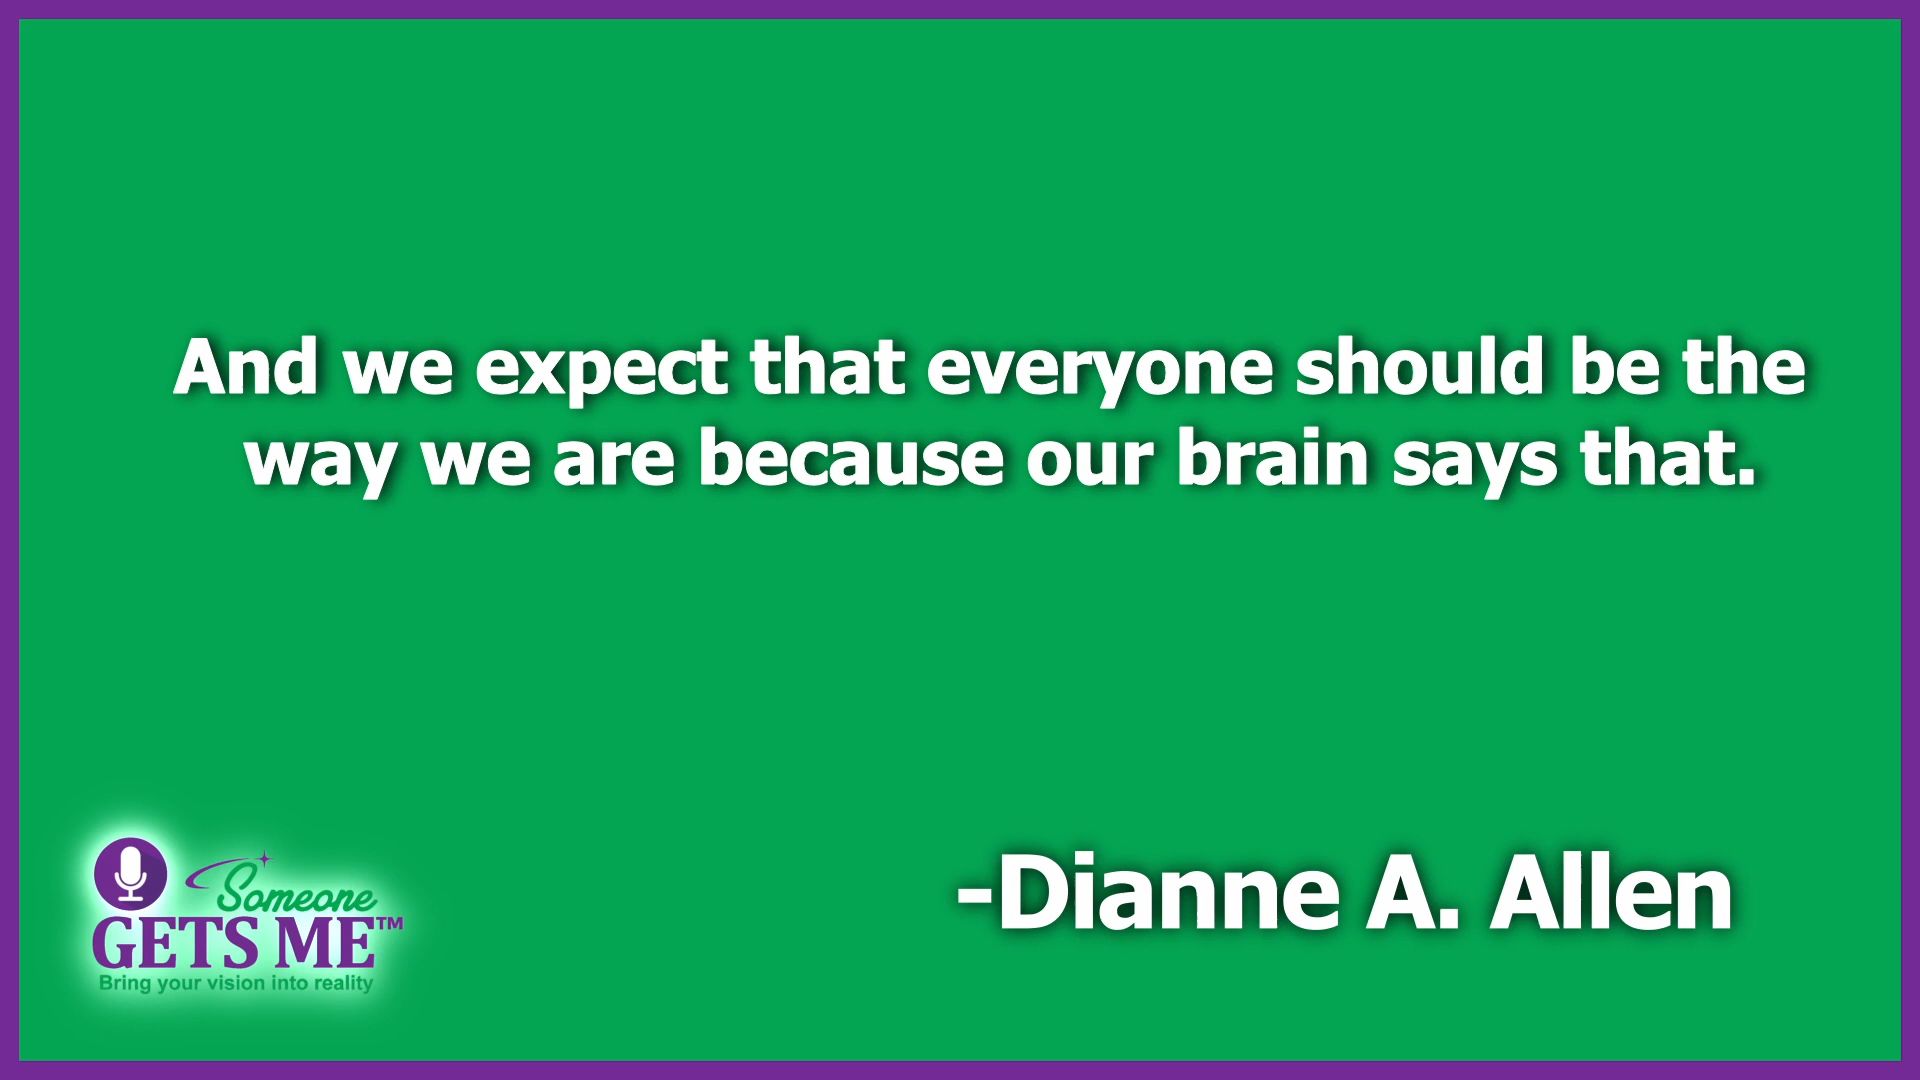 And we expect that everyone should be the
way we are because our brain says that.
-Dianne A. Allen
Someone
GETS ME™
Bring your vision into reality